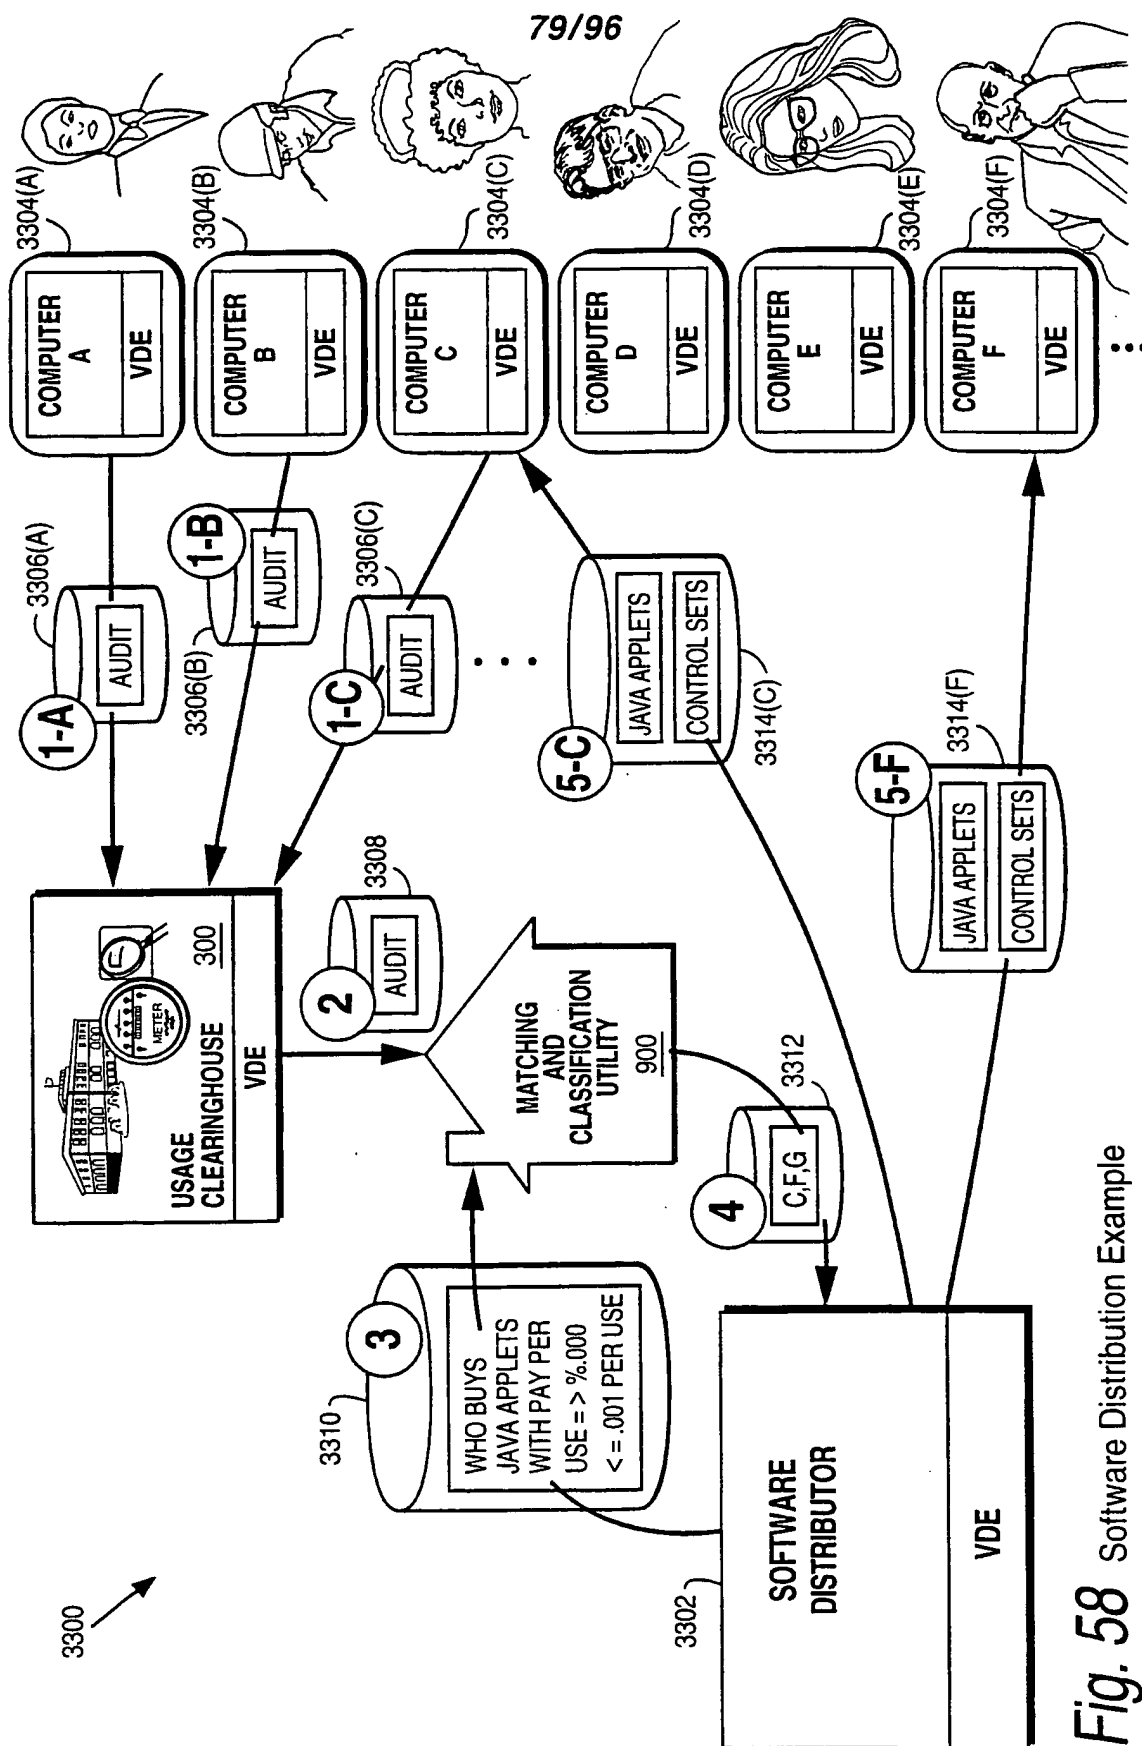 79/96
3300
3302
SOFTWARE
DISTRIBUTOR
VDE
3310
3
WHO BUYS
JAVA APPLETS
WITH PAY PER
USE = > %.000
< = .001 PER USE
USAGE
CLEARINGHOUSE
300
METER
VDE
2
AUDIT
3308
MATCHING
AND
CLASSIFICATION
UTILITY
900
4
C,F,G
3312
1-A
AUDIT
3306(A)
1-B
AUDIT
3306(B)
1-C
AUDIT
3306(C)
5-C
JAVA APPLETS
CONTROL SETS
3314(C)
5-F
JAVA APPLETS
CONTROL SETS
3314(F)
COMPUTER
A
VDE
3304(A)
COMPUTER
B
VDE
3304(B)
COMPUTER
C
VDE
3304(C)
COMPUTER
D
VDE
3304(D)
COMPUTER
E
VDE
3304(E)
COMPUTER
F
VDE
3304(F)
Fig. 58 Software Distribution Example